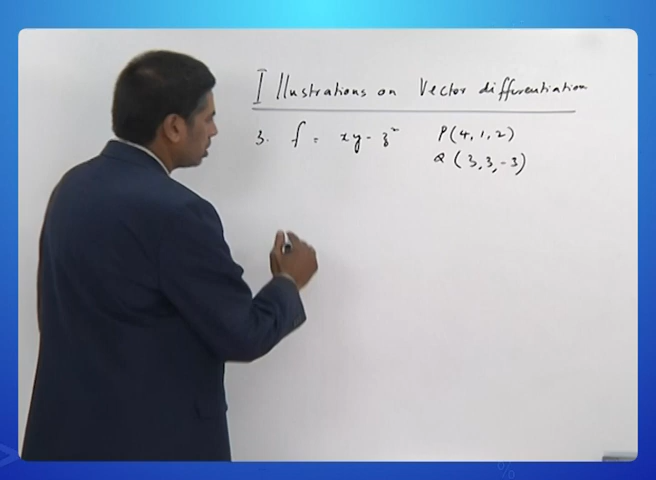 Illustrations on Vector differentiation
3. f = xy - z² P(4, 1, 2)
Q (3, 3, -3)